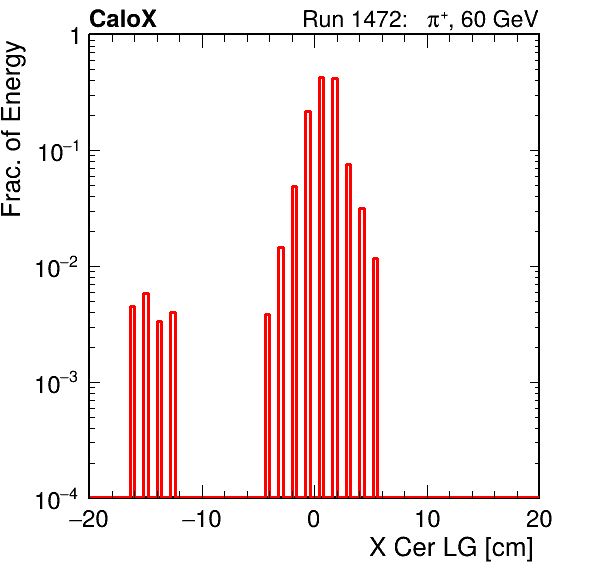 CaloX Run 1472: π⁺, 60 GeV
Frac. of Energy
1
10⁻¹
10⁻²
10⁻³
10⁻⁴
−20 −10 0 10 20
X Cer LG [cm]